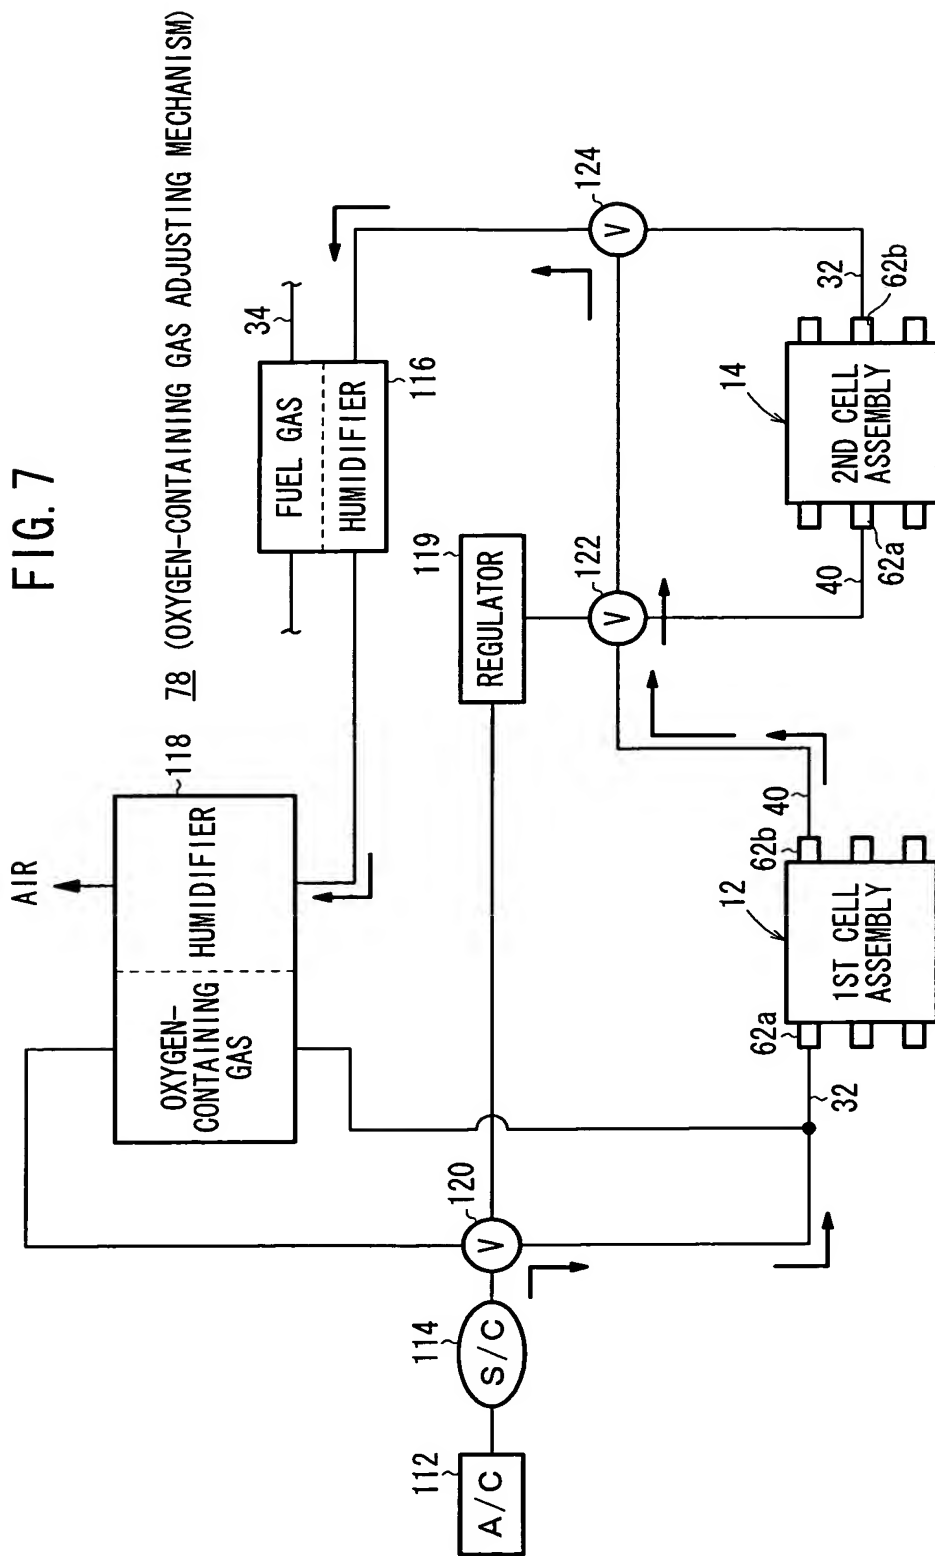 FIG. 7
78 (OXYGEN-CONTAINING GAS ADJUSTING MECHANISM)
AIR
118
OXYGEN-
CONTAINING
GAS
HUMIDIFIER
FUEL GAS
HUMIDIFIER
34
116
120
119
REGULATOR
122
V
V
V
124
114
S/C
112
A/C
32
62a
12
1ST CELL
ASSEMBLY
62b
40
40
62a
14
2ND CELL
ASSEMBLY
62b
32